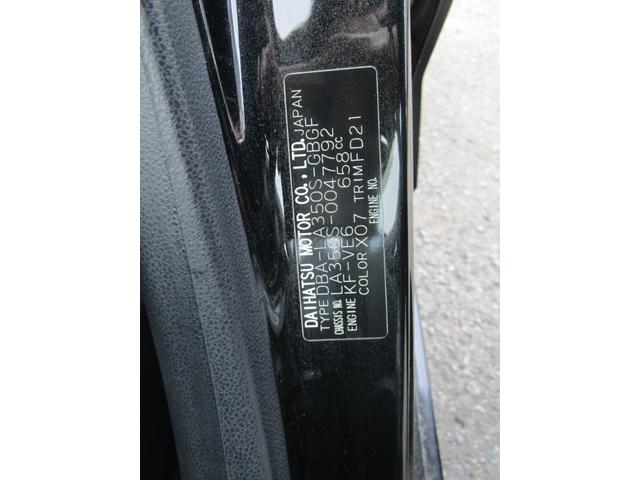 DAIHATSU MOTOR CO., LTD. JAPAN
TYPE DBA-LA350S-GBGF
CHASSIS NO. LA350S-0047792
ENGINE KF-VE6 658cc
COLOR X07 TRIM FD21
ENGINE NO.